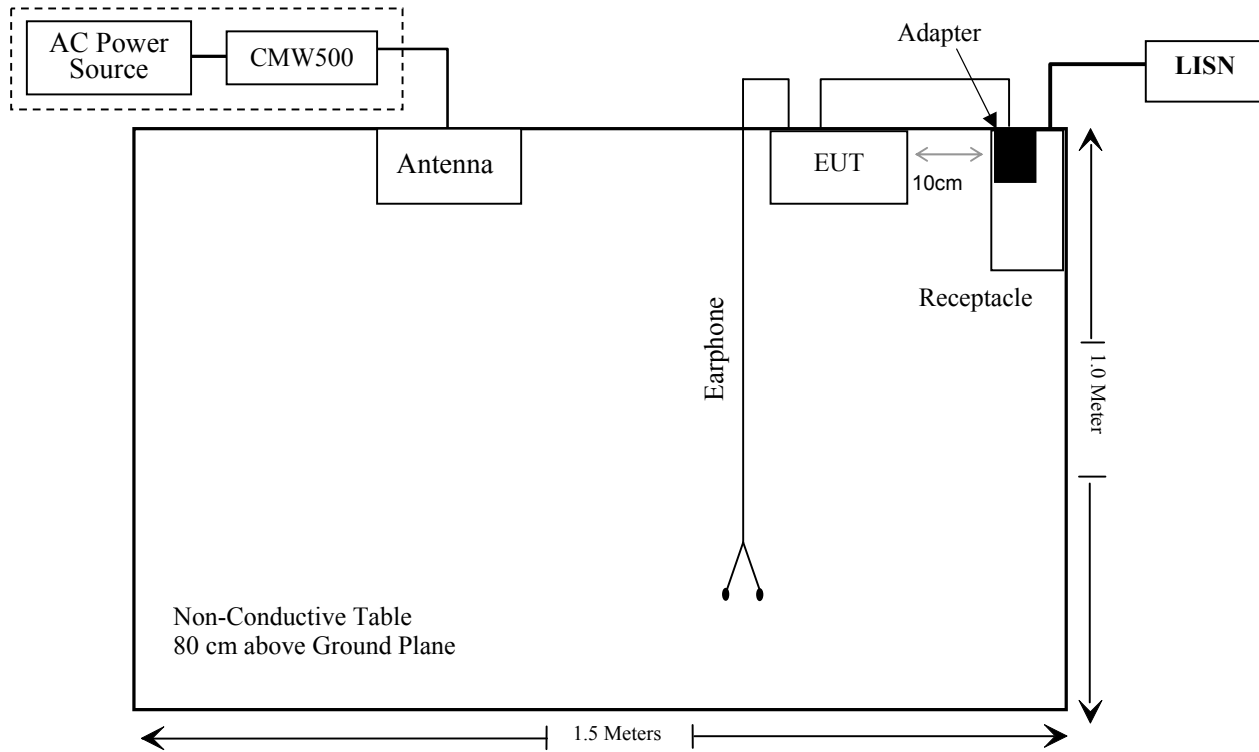 AC Power
Source
CMW500
Adapter
LISN
Antenna
EUT
10cm
Receptacle
Earphone
1.0 Meter
Non-Conductive Table
80 cm above Ground Plane
1.5 Meters